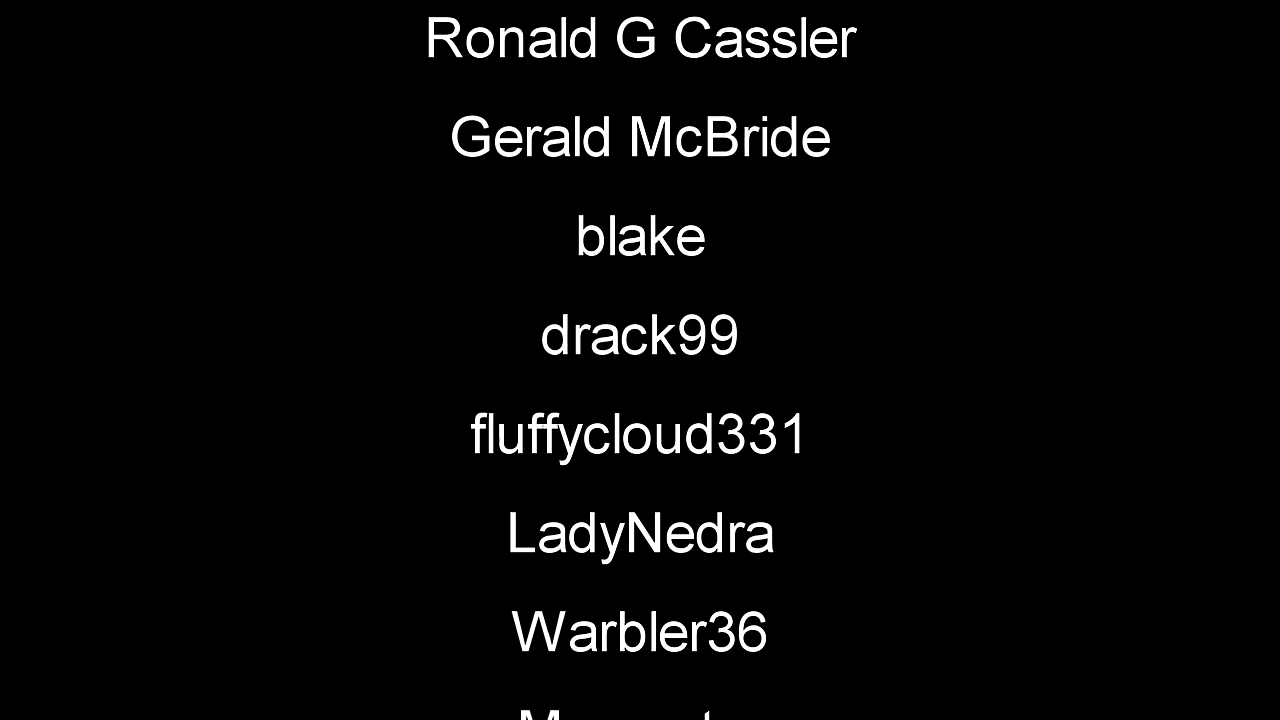 Ronald G Cassler
Gerald McBride
blake
drack99
fluffycloud331
LadyNedra
Warbler36